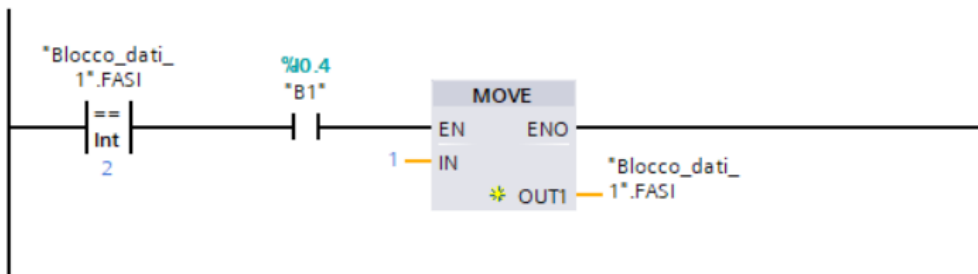 "Blocco_dati_
1".FASI
==
Int
2
%I0.4
"B1"
MOVE
EN
ENO
1
IN
OUT1
"Blocco_dati_
1".FASI